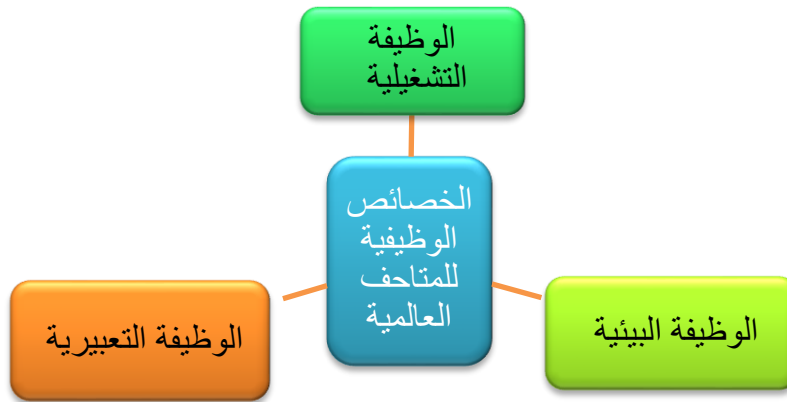 الوظيفة
التشغيلية
الخصائص
الوظيفية
للمتاحف
العالمية
الوظيفة البيئية
الوظيفة التعبيرية